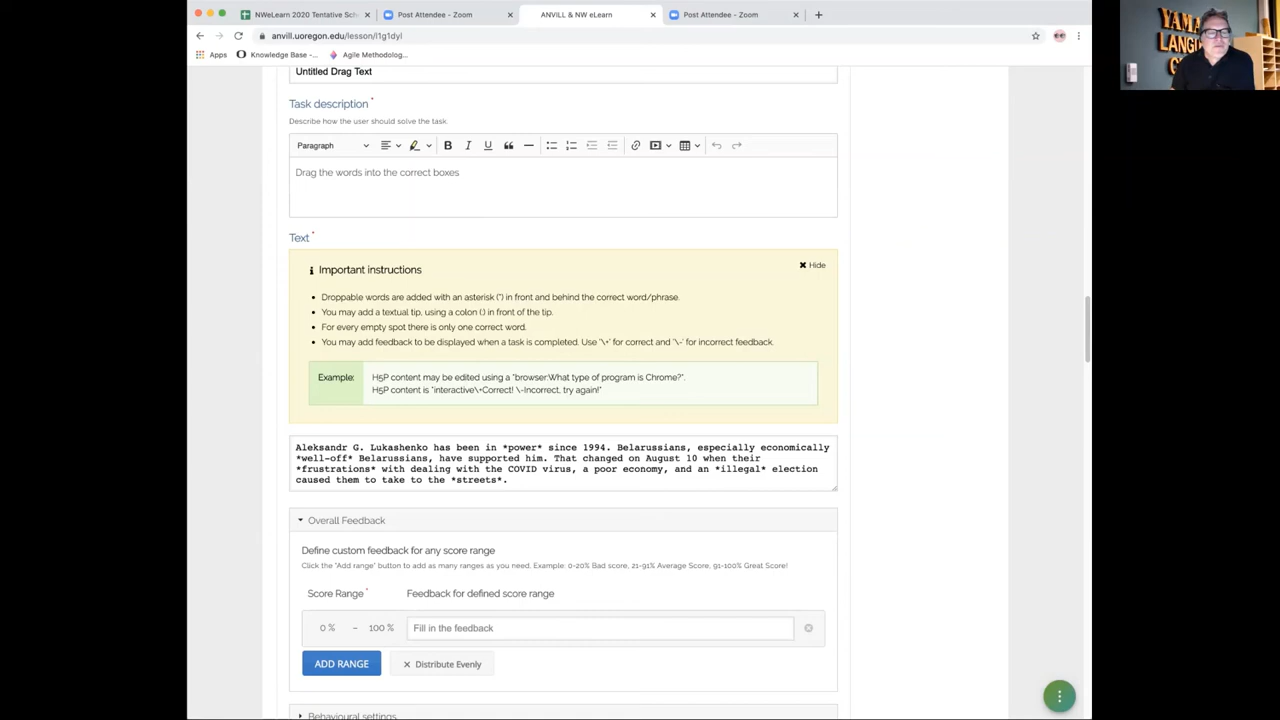 NWeLearn 2020 Tentative Sch
Post Attendee - Zoom
ANVILL & NW eLearn
Post Attendee - Zoom
anvill.uoregon.edu/lesson/i1g1dyl
Apps
Knowledge Base -...
Agile Methodolog...
YAMA
LANG
Untitled Drag Text
Task description *
Describe how the user should solve the task.
Paragraph
B I U
Drag the words into the correct boxes
Text *
Important instructions
Hide
Droppable words are added with an asterisk (*) in front and behind the correct word/phrase.
You may add a textual tip, using a colon (:) in front of the tip.
For every empty spot there is only one correct word.
You may add feedback to be displayed when a task is completed. Use '\+' for correct and '\-' for incorrect feedback.
Example:
H5P content may be edited using a *browser:What type of program is Chrome?*.
H5P content is *interactive\+Correct! \-Incorrect, try again!*
Aleksandr G. Lukashenko has been in *power* since 1994. Belarussians, especially economically
*well-off* Belarussians, have supported him. That changed on August 10 when their
*frustrations* with dealing with the COVID virus, a poor economy, and an *illegal* election
caused them to take to the *streets*.
Overall Feedback
Define custom feedback for any score range
Click the "Add range" button to add as many ranges as you need. Example: 0-20% Bad score, 21-91% Average Score, 91-100% Great Score!
Score Range *
Feedback for defined score range
0 % – 100 %
Fill in the feedback
ADD RANGE
Distribute Evenly
Behavioural settings